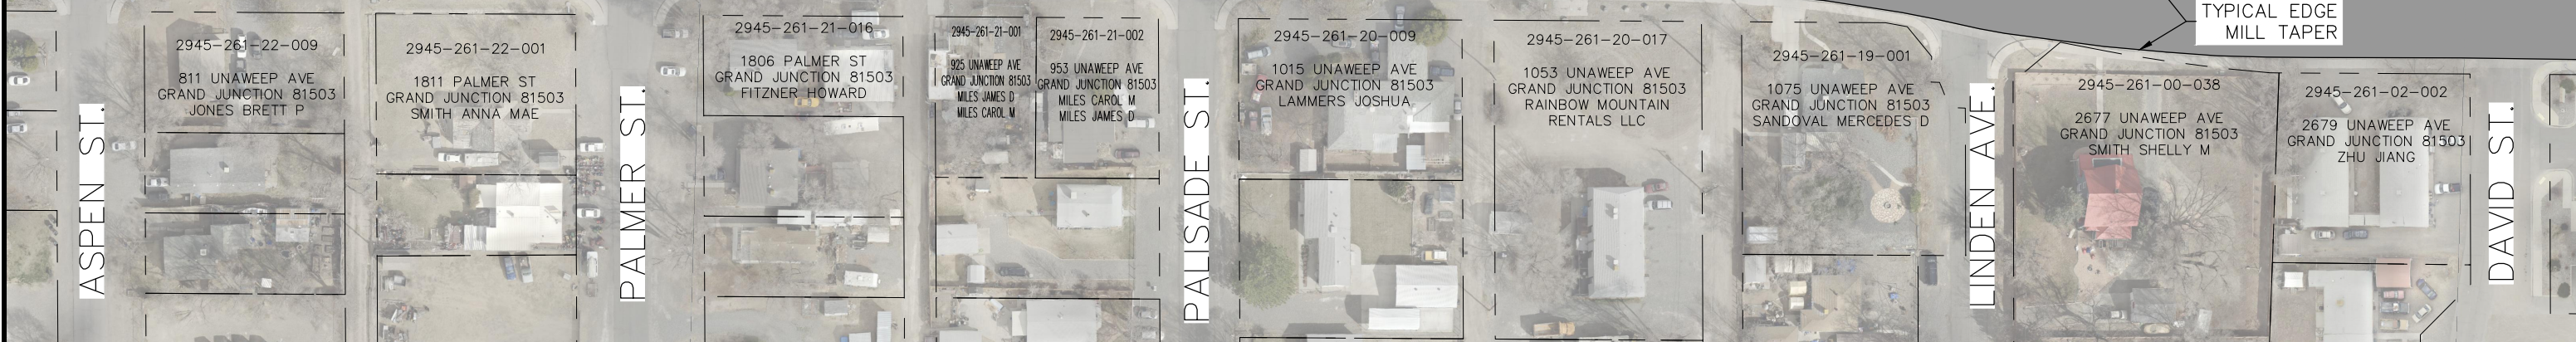 ASPEN ST.
2945-261-22-009
811 UNAWEEP AVE
GRAND JUNCTION 81503
JONES BRETT P
2945-261-22-001
1811 PALMER ST
GRAND JUNCTION 81503
SMITH ANNA MAE
PALMER ST.
2945-261-21-016
1806 PALMER ST
GRAND JUNCTION 81503
FITZNER HOWARD
2945-261-21-001
925 UNAWEEP AVE
GRAND JUNCTION 81503
MILES JAMES D
MILES CAROL M
2945-261-21-002
953 UNAWEEP AVE
GRAND JUNCTION 81503
MILES CAROL M
MILES JAMES D
PALISADE ST.
2945-261-20-009
1015 UNAWEEP AVE
GRAND JUNCTION 81503
LAMMERS JOSHUA
2945-261-20-017
1053 UNAWEEP AVE
GRAND JUNCTION 81503
RAINBOW MOUNTAIN
RENTALS LLC
2945-261-19-001
1075 UNAWEEP AVE
GRAND JUNCTION 81503
SANDOVAL MERCEDES D
LINDEN AVE.
TYPICAL EDGE
MILL TAPER
2945-261-00-038
2677 UNAWEEP AVE
GRAND JUNCTION 81503
SMITH SHELLY M
2945-261-02-002
2679 UNAWEEP AVE
GRAND JUNCTION 81503
ZHU JIANG
DAVID ST.